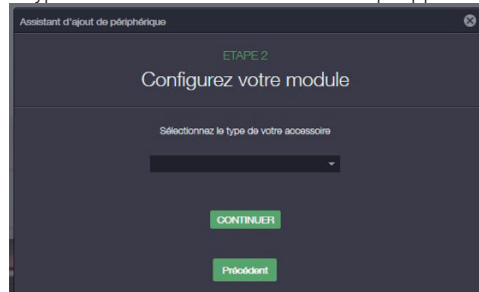 Assistant d'ajout de périphérique
ETAPE 2
Configurez votre module
Sélectionnez le type de votre accessoire
CONTINUER
Précédent